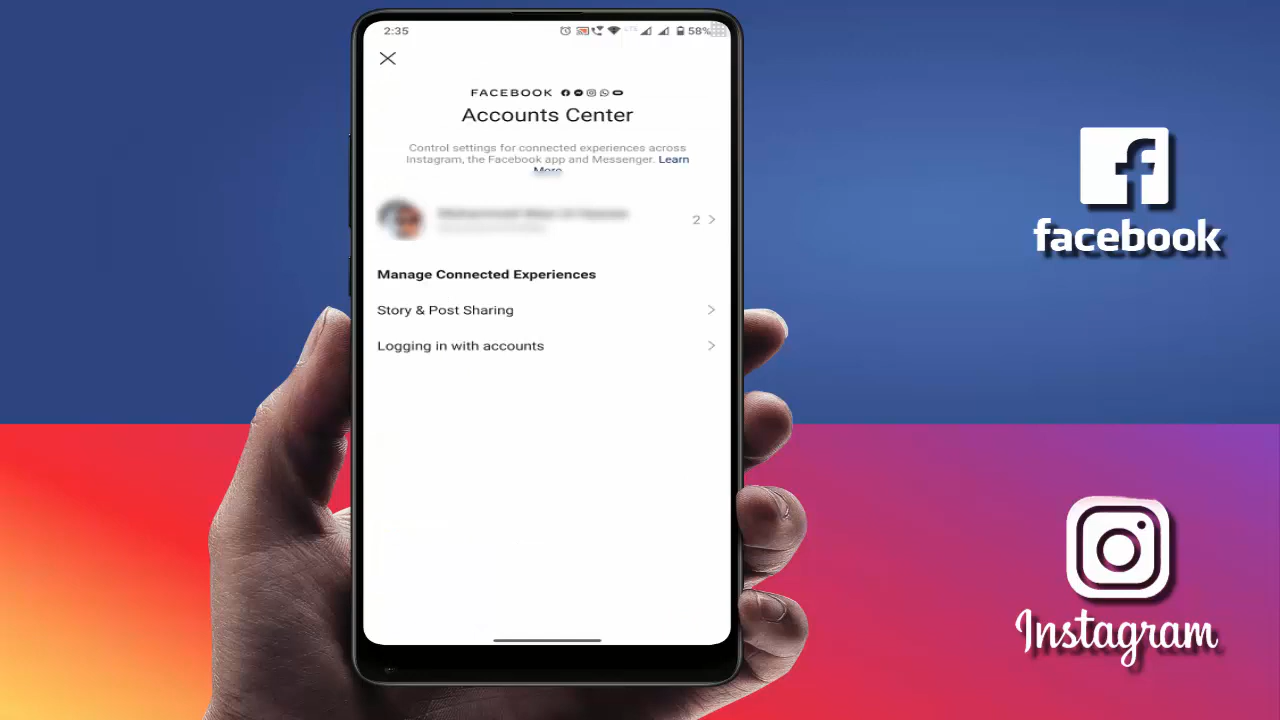 2:35
LTE
58%
FACEBOOK
Accounts Center
Control settings for connected experiences across
Instagram, the Facebook app and Messenger. Learn
More
2
Manage Connected Experiences
Story & Post Sharing
Logging in with accounts
facebook
Instagram